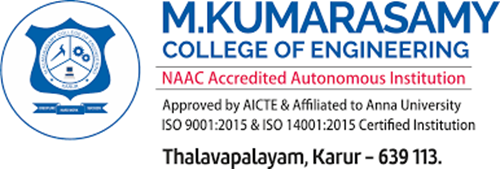 M.KUMARASAMY
COLLEGE OF ENGINEERING
NAAC Accredited Autonomous Institution
Approved by AICTE & Affiliated to Anna University
ISO 9001:2015 & ISO 14001:2015 Certified Institution
Thalavapalayam, Karur – 639 113.